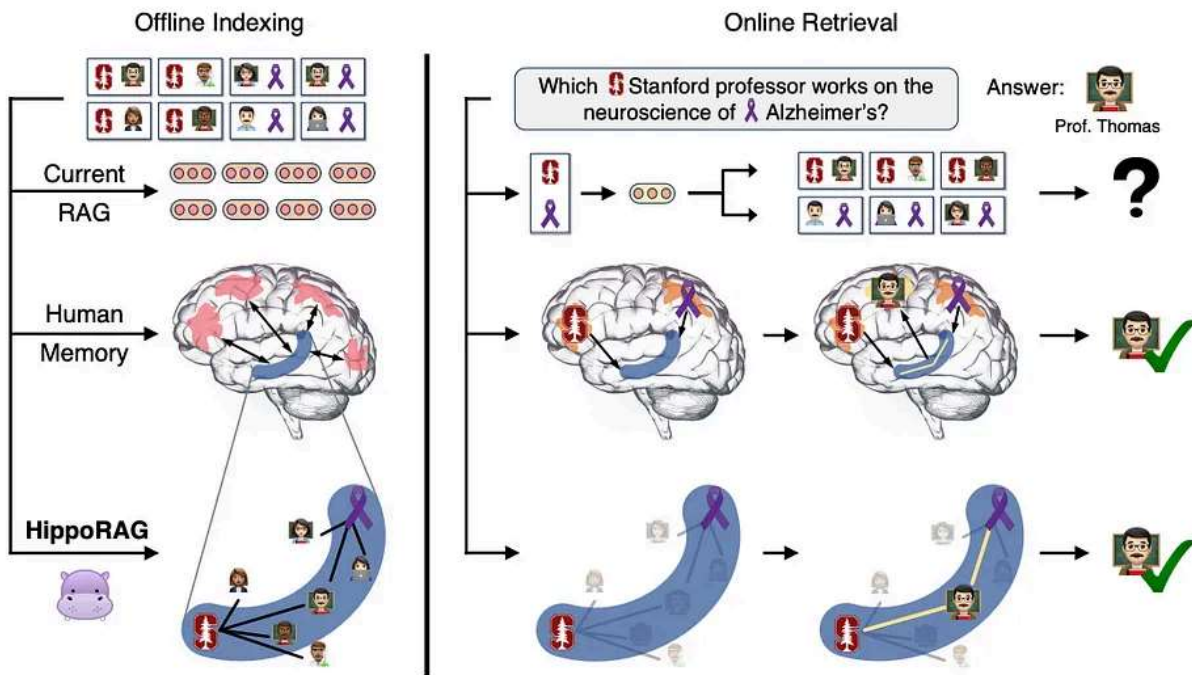 Offline Indexing
Online Retrieval
Which Stanford professor works on the
neuroscience of Alzheimer's?
Answer:
Prof. Thomas
Current
RAG
?
Human
Memory
HippoRAG